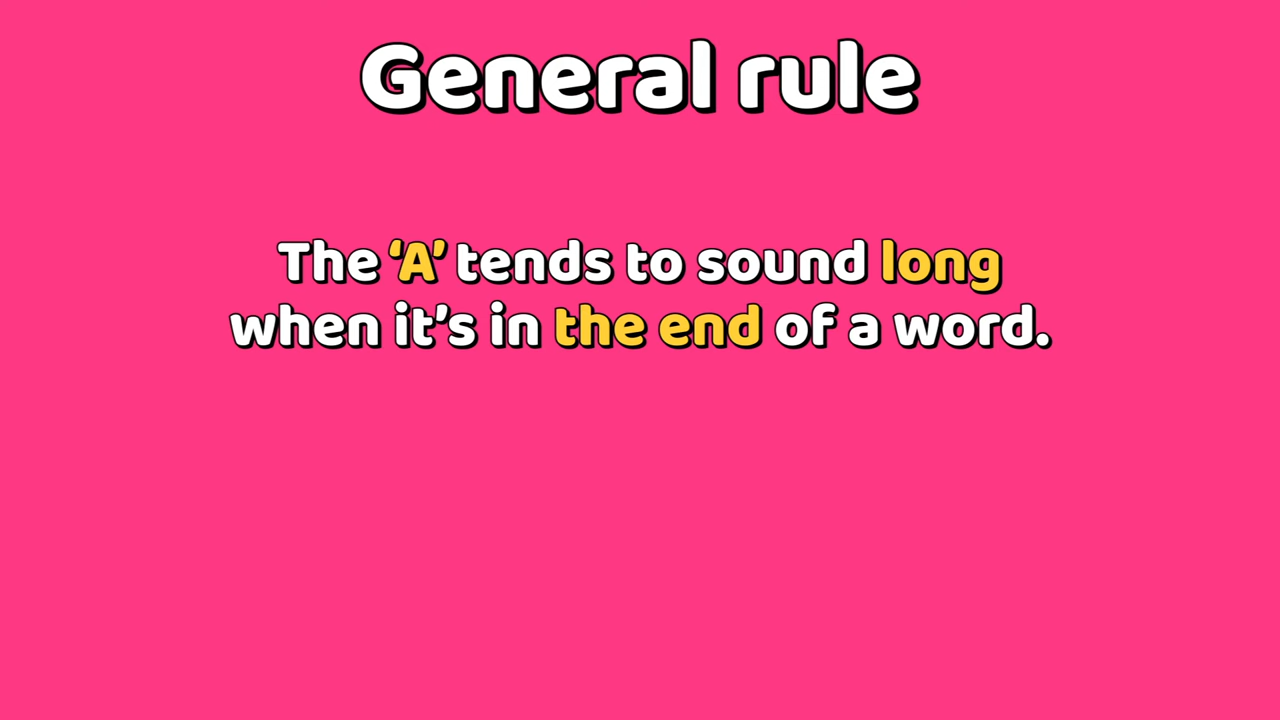 General rule
The ‘A’ tends to sound long
when it’s in the end of a word.